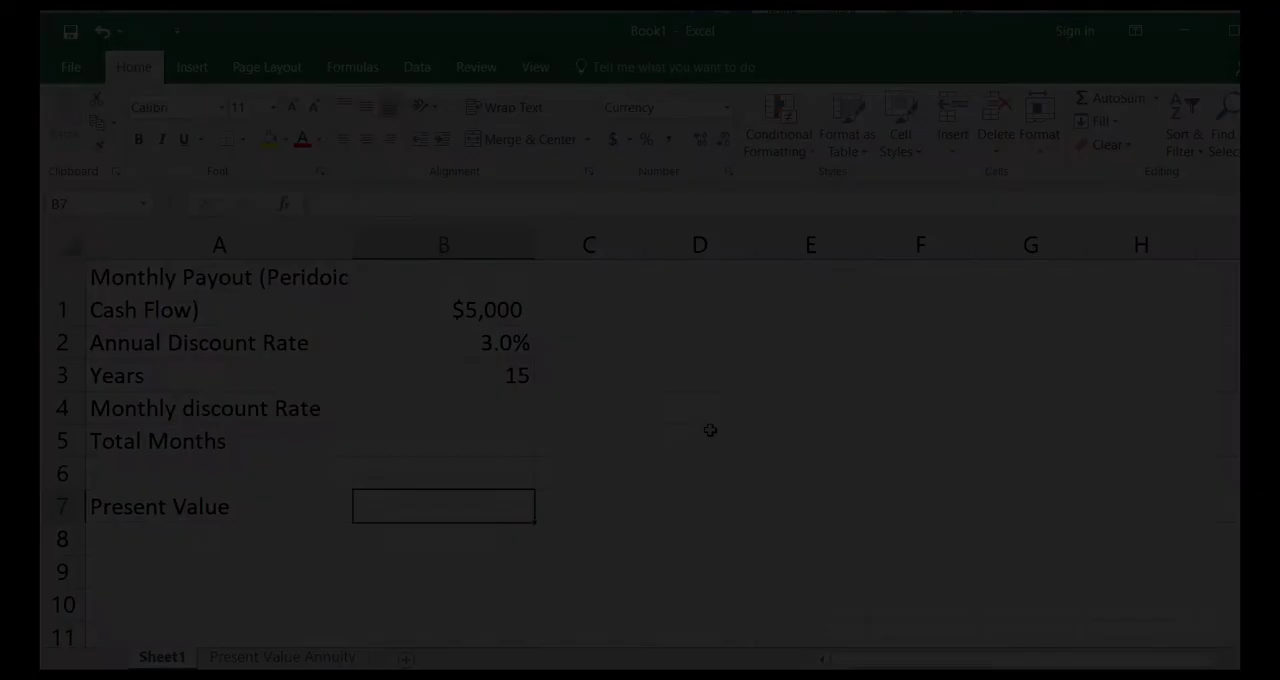 Book1 - Excel
Sign in
File Home Insert Page Layout Formulas Data Review View Tell me what you want to do
Calibri 11 Wrap Text Currency AutoSum
Paste B I U Merge & Center $ % Conditional Formatting Format as Table Cell Styles Insert Delete Format Fill Clear Sort & Filter Find Selec
Clipboard Font Alignment Number Styles Cells Editing
B7 fx
A B C D E F G H
Monthly Payout (Peridoic
1 Cash Flow) $5,000
2 Annual Discount Rate 3.0%
3 Years 15
4 Monthly discount Rate
5 Total Months
6
7 Present Value
8
9
10
11
Sheet1 Present Value Annuity